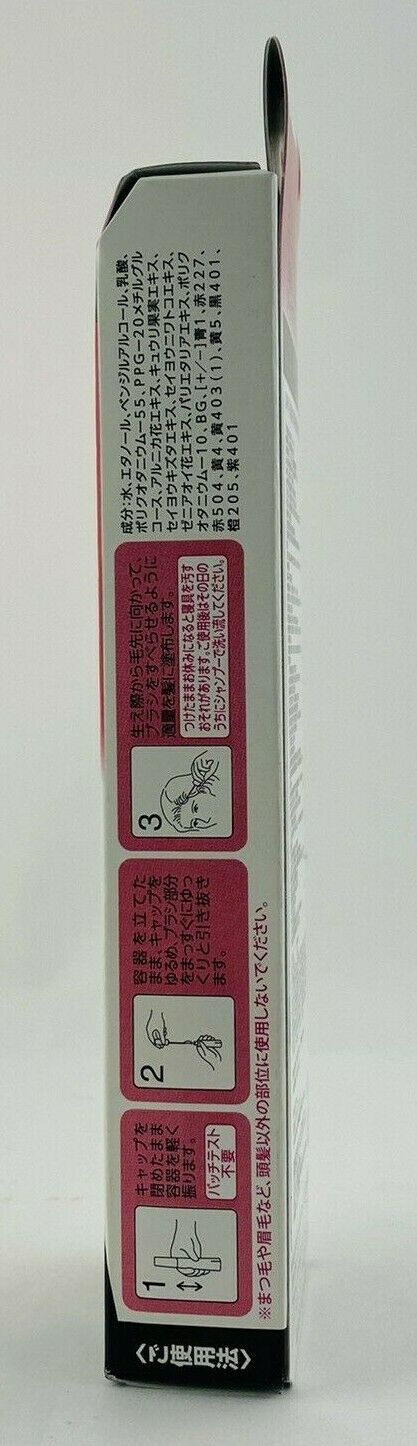 〈ご使用法〉
1
キャップを
閉めたまま
容器を軽く
振ります。
パッチテスト
不要
2
容器を立てた
まま、キャップを
ゆるめ、ブラシ部分
をまっすぐにゆっ
くりと引き抜き
ます。
3
生え際から毛先に向かって、
ブラシをすべらせるように
適量を髪に塗布します。
つけたままお休みになると寝具を汚す
おそれがあります。ご使用後はその日の
うちにシャンプーで洗い流してください。
※まつ毛や眉毛など、頭髪以外の部位に使用しないでください。
成分:水、エタノール、ベンジルアルコール、乳酸、
ポリクオタニウム−55、PPG−20メチルグル
コース、アルニカ花エキス、キュウリ果実エキス、
セイヨウキズタエキス、セイヨウニワトコエキス、
ゼニアオイ花エキス、パリエタリアエキス、ポリク
オタニウム−10、BG、[+/−]青1、赤227、
赤504、黄4、黄403(1)、黄5、黒401、
橙205、紫401